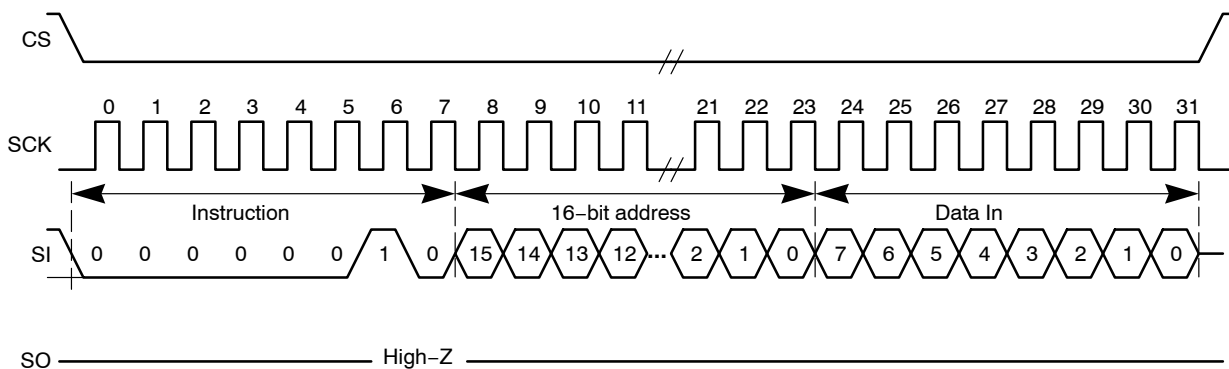 CS
0 1 2 3 4 5 6 7 8 9 10 11 21 22 23 24 25 26 27 28 29 30 31
SCK
Instruction 16−bit address Data In
SI 0 0 0 0 0 0 1 0 15 14 13 12 ... 2 1 0 7 6 5 4 3 2 1 0
SO High−Z